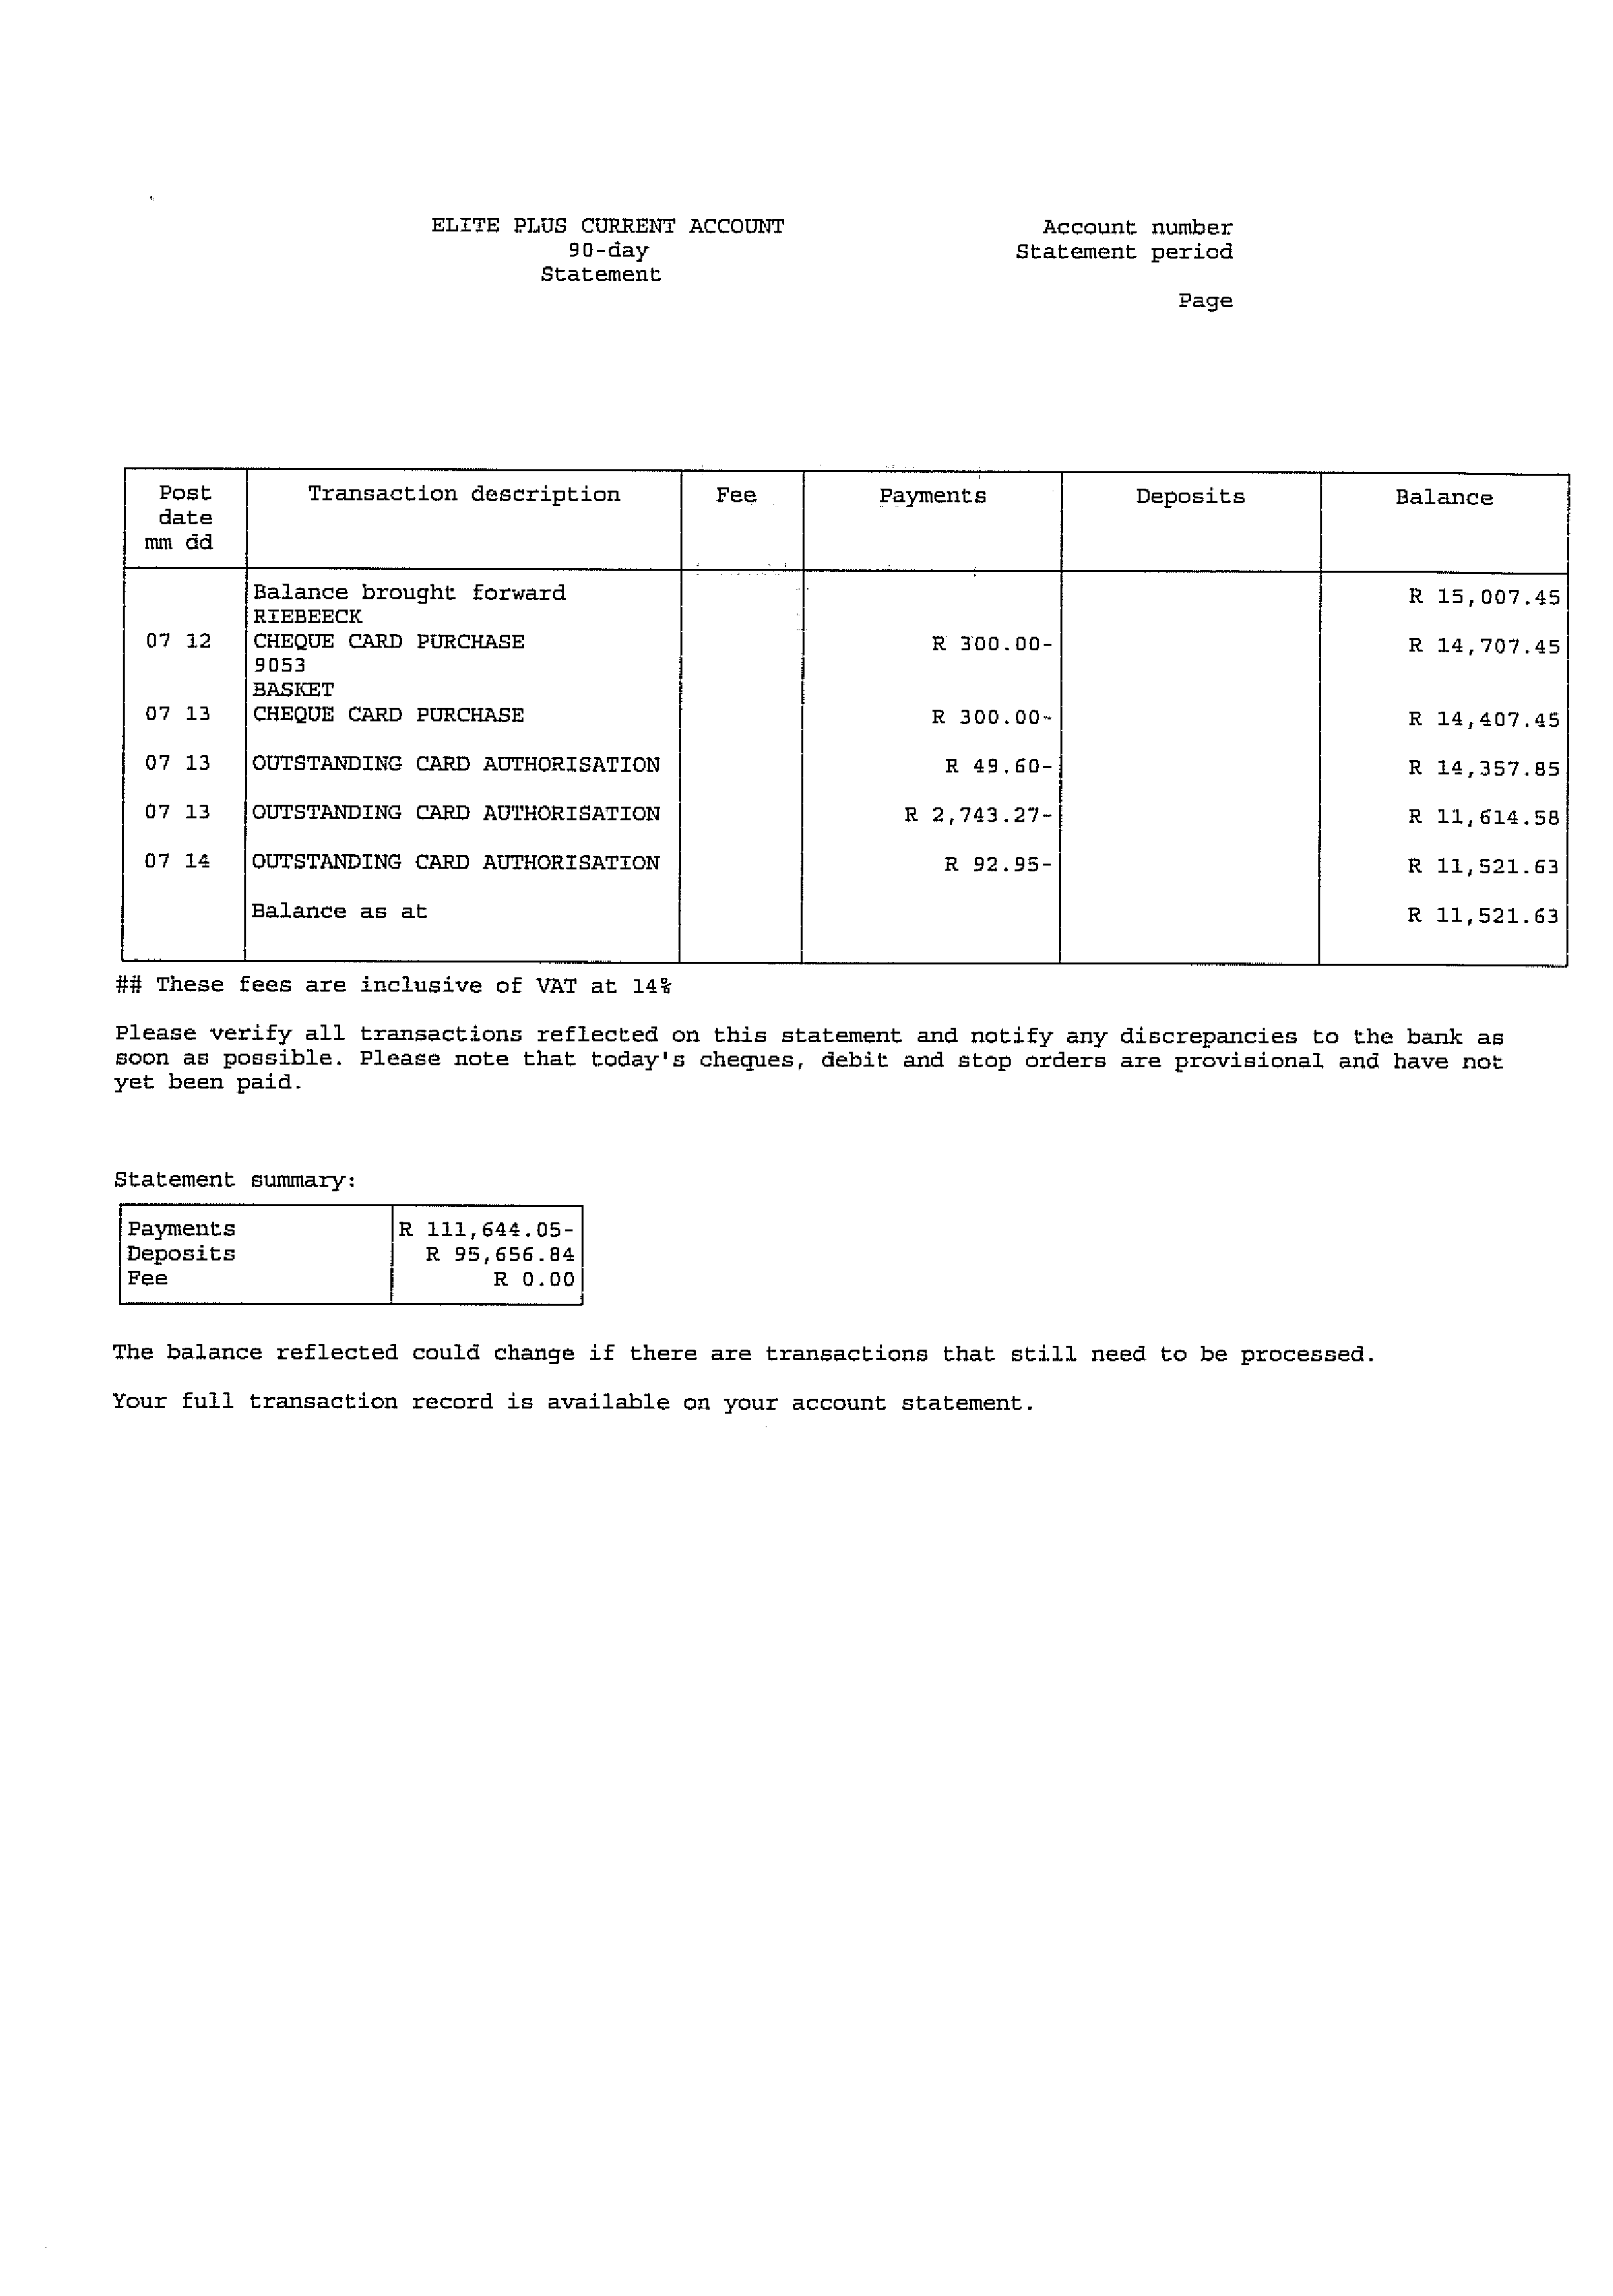 ELITE PLUS CURRENT ACCOUNT
90-day
Statement
Account number
Statement period
Page
Post date mm dd Transaction description Fee Payments Deposits Balance
Balance brought forward R 15,007.45
RIEBEECK
07 12 CHEQUE CARD PURCHASE R 300.00- R 14,707.45
9053
BASKET
07 13 CHEQUE CARD PURCHASE R 300.00- R 14,407.45
07 13 OUTSTANDING CARD AUTHORISATION R 49.60- R 14,357.85
07 13 OUTSTANDING CARD AUTHORISATION R 2,743.27- R 11,614.58
07 14 OUTSTANDING CARD AUTHORISATION R 92.95- R 11,521.63
Balance as at R 11,521.63
## These fees are inclusive of VAT at 14%
Please verify all transactions reflected on this statement and notify any discrepancies to the bank as
soon as possible. Please note that today's cheques, debit and stop orders are provisional and have not
yet been paid.
Statement summary:
Payments R 111,644.05-
Deposits R 95,656.84
Fee R 0.00
The balance reflected could change if there are transactions that still need to be processed.
Your full transaction record is available on your account statement.